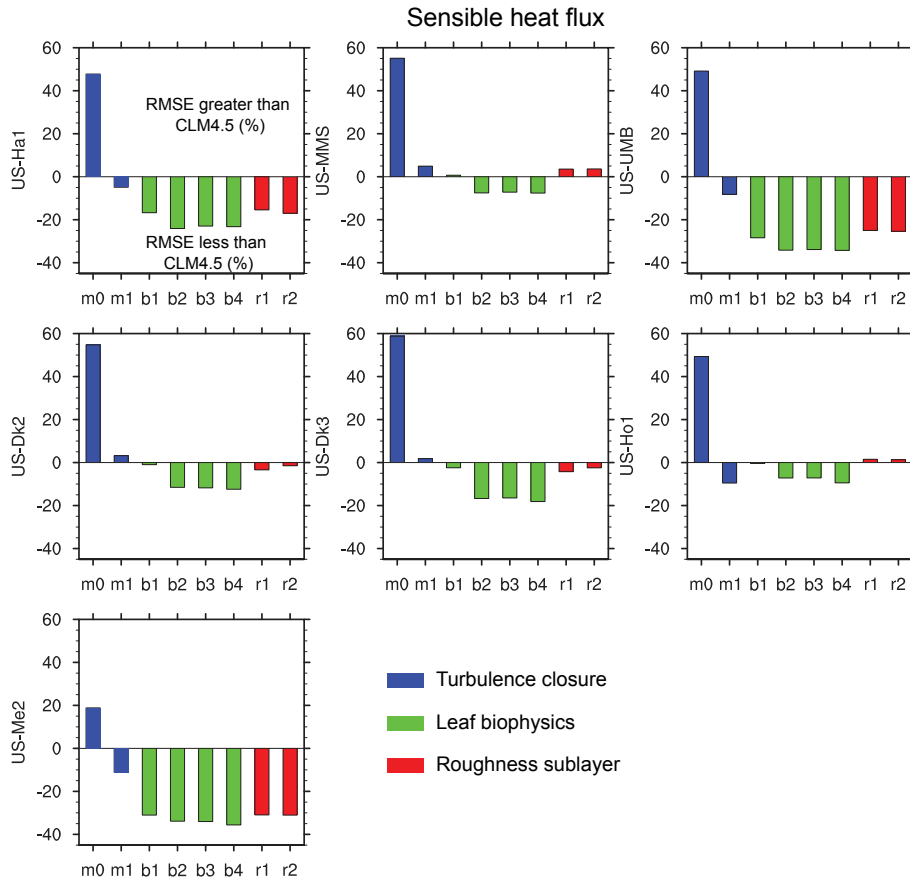 Sensible heat flux
US-Ha1
60
40
20
0
-20
-40
RMSE greater than
CLM4.5 (%)
RMSE less than
CLM4.5 (%)
m0 m1 b1 b2 b3 b4 r1 r2
US-MMS
60
40
20
0
-20
-40
m0 m1 b1 b2 b3 b4 r1 r2
US-UMB
60
40
20
0
-20
-40
m0 m1 b1 b2 b3 b4 r1 r2
US-Dk2
60
40
20
0
-20
-40
m0 m1 b1 b2 b3 b4 r1 r2
US-Dk3
60
40
20
0
-20
-40
m0 m1 b1 b2 b3 b4 r1 r2
US-Ho1
60
40
20
0
-20
-40
m0 m1 b1 b2 b3 b4 r1 r2
US-Me2
60
40
20
0
-20
-40
m0 m1 b1 b2 b3 b4 r1 r2
Turbulence closure
Leaf biophysics
Roughness sublayer